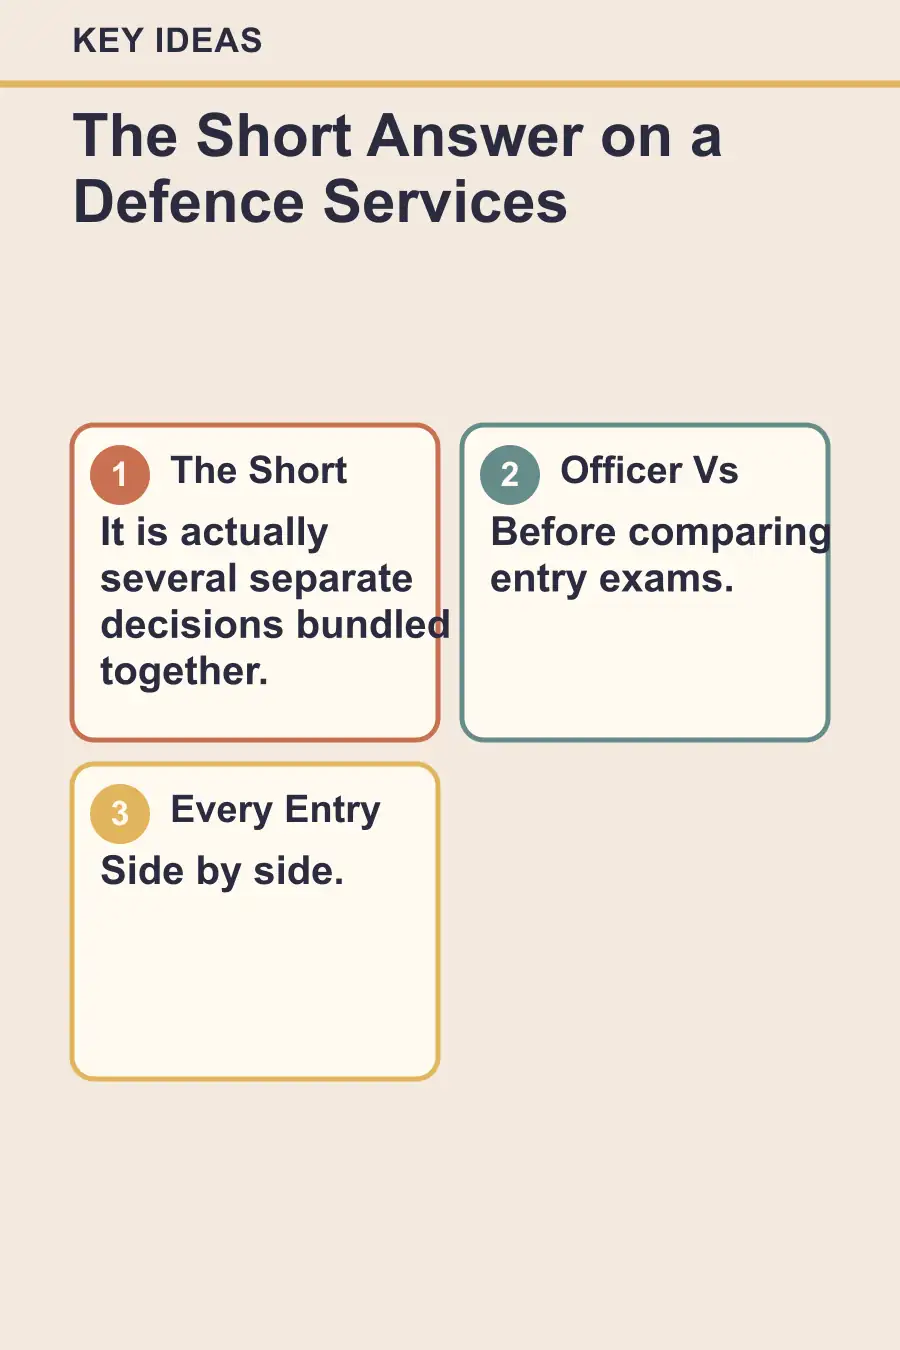 KEY IDEAS
The Short Answer on a
Defence Services
1 The Short
It is actually
several separate
decisions bundled
together.
2 Officer Vs
Before comparing
entry exams.
3 Every Entry
Side by side.